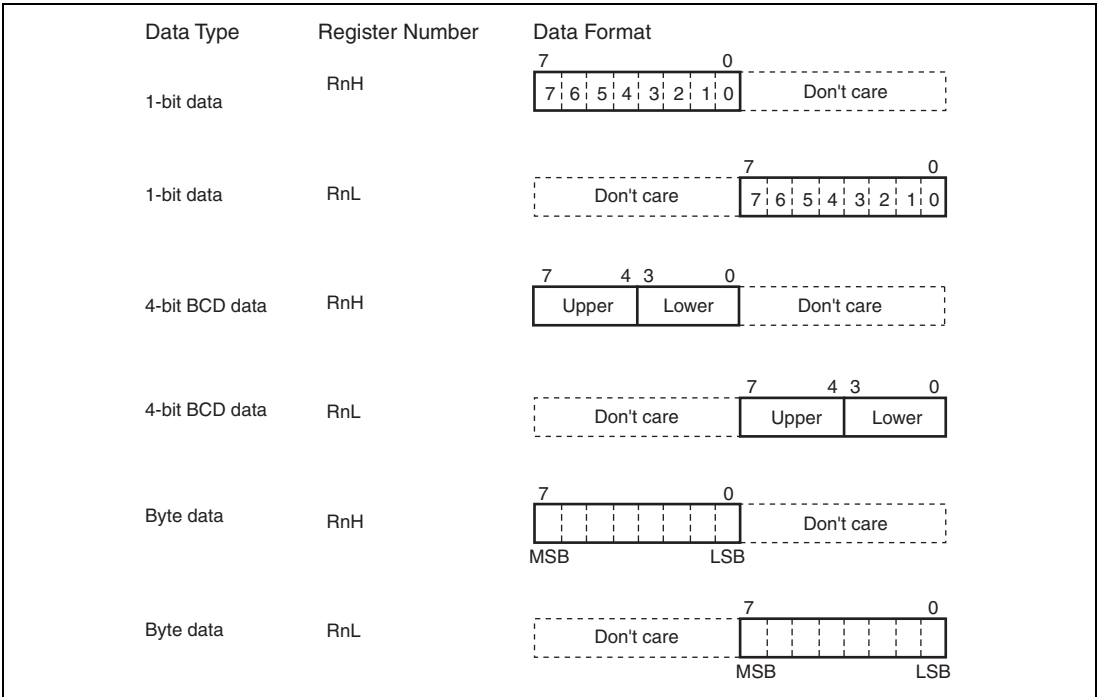 Data Type Register Number Data Format
7 0
1-bit data RnH 7 6 5 4 3 2 1 0 Don't care
7 0
1-bit data RnL Don't care 7 6 5 4 3 2 1 0
7 4 3 0
4-bit BCD data RnH Upper Lower Don't care
7 4 3 0
4-bit BCD data RnL Don't care Upper Lower
7 0
Byte data RnH Don't care
MSB LSB
7 0
Byte data RnL Don't care
MSB LSB